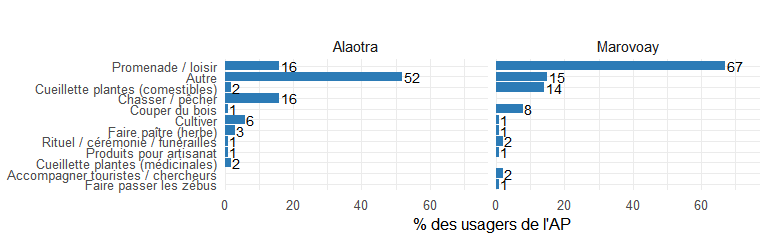 Alaotra Marovoay
Promenade / loisir 16 67
Autre 52 15
Cueillette plantes (comestibles) 2 14
Chasser / pêcher 16
Couper du bois 1 8
Cultiver 6 1
Faire paître (herbe) 3 1
Rituel / cérémonie / funérailles 1 2
Produits pour artisanat 1 1
Cueillette plantes (médicinales) 2
Accompagner touristes / chercheurs 2
Faire passer les zébus 1
0 20 40 60 0 20 40 60
% des usagers de l'AP